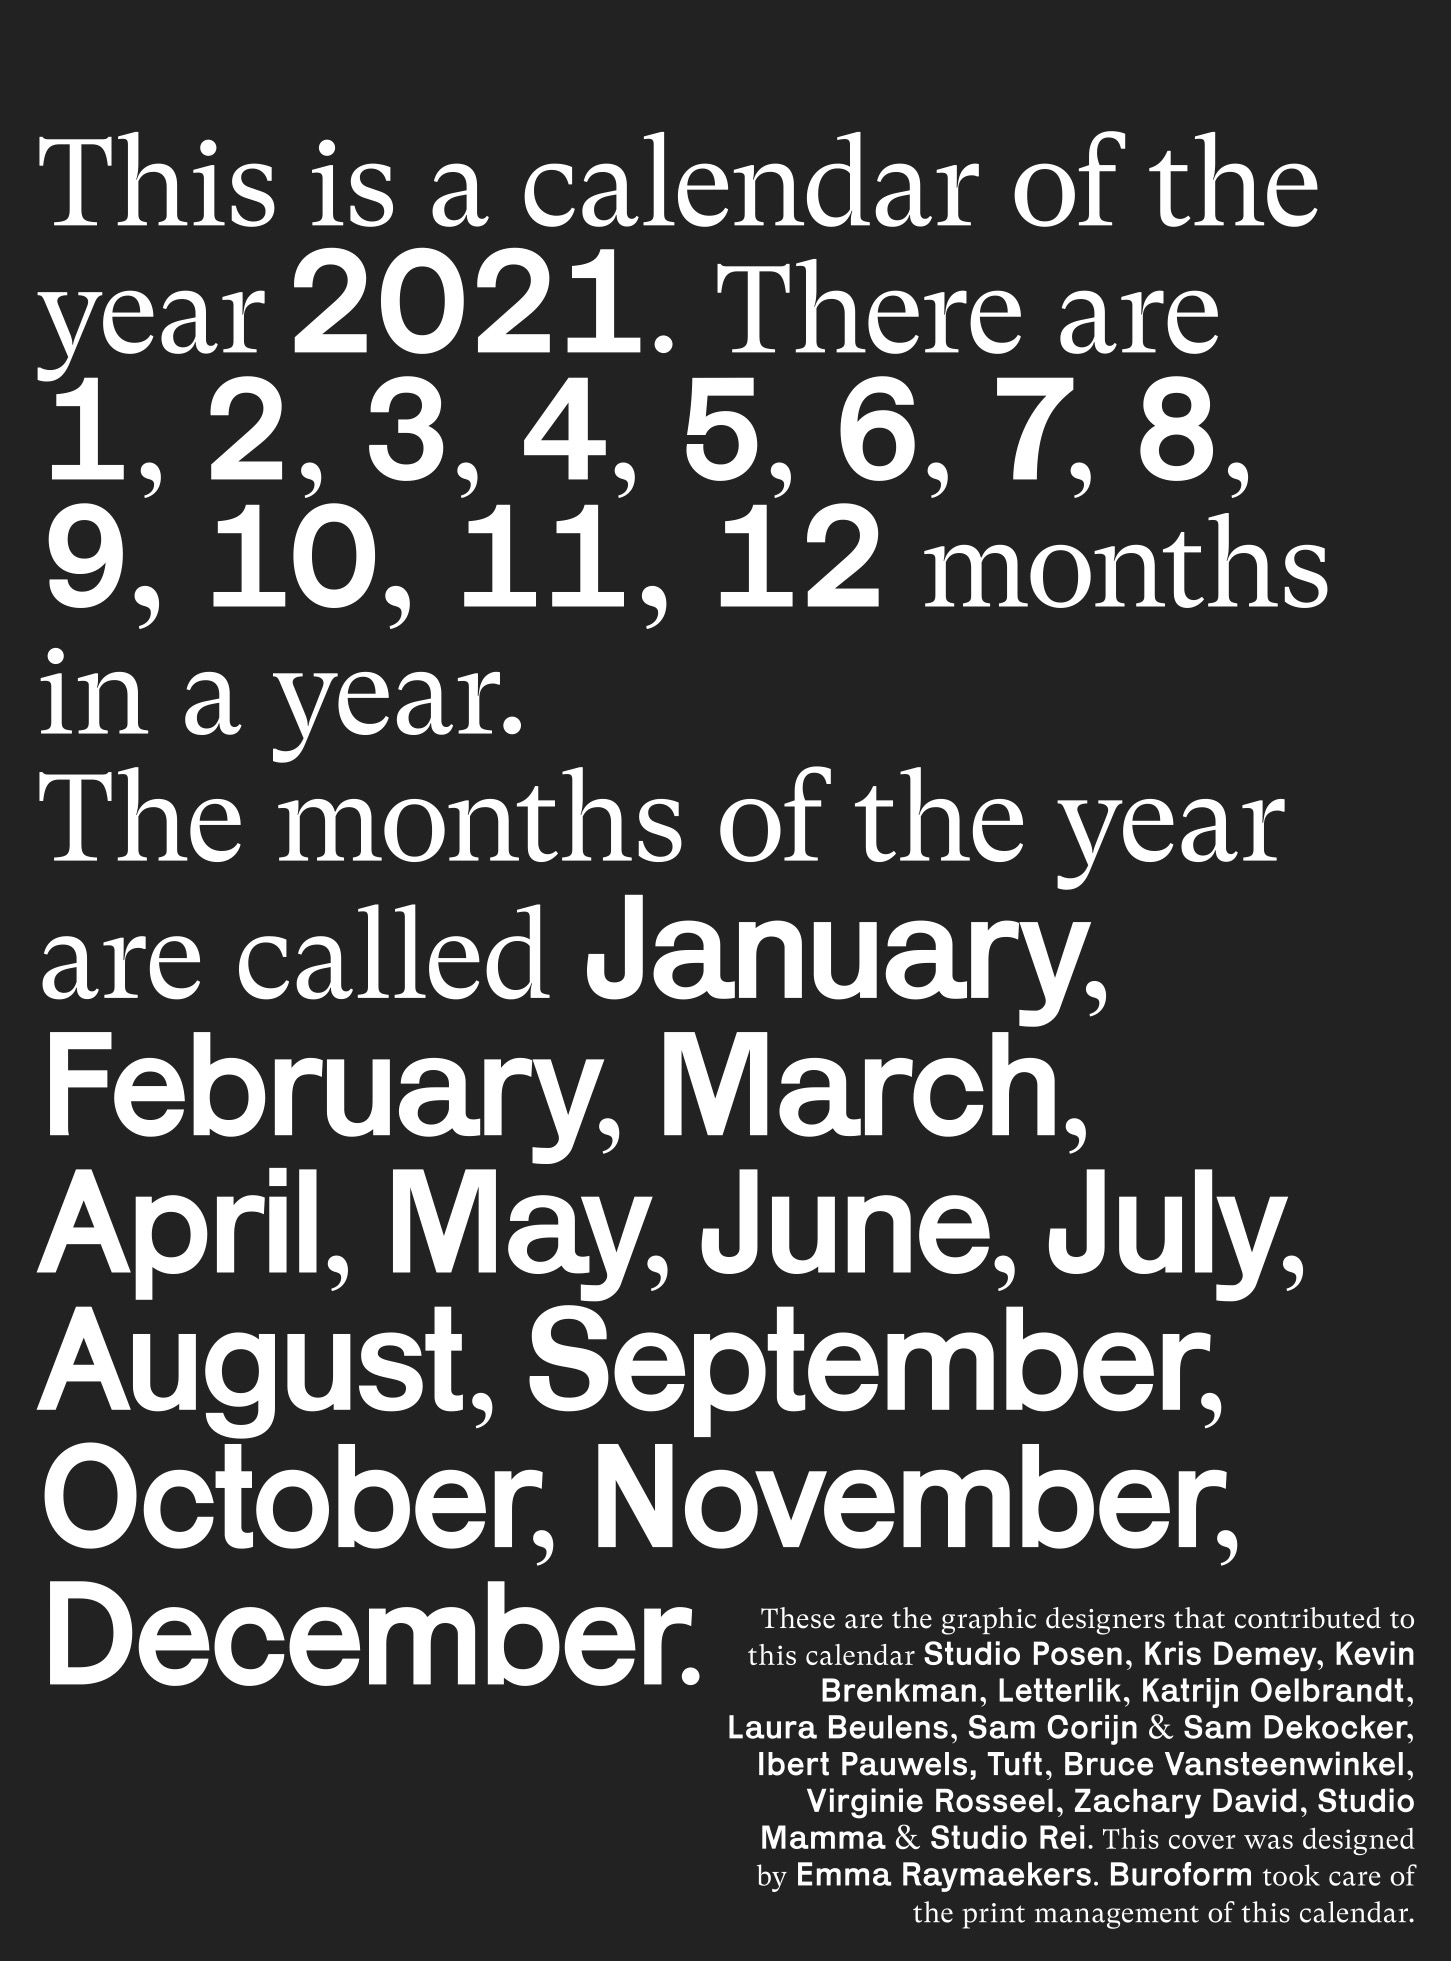 This is a calendar of the
year 2021. There are
1, 2, 3, 4, 5, 6, 7, 8,
9, 10, 11, 12 months
in a year.
The months of the year
are called January,
February, March,
April, May, June, July,
August, September,
October, November,
December.
These are the graphic designers that contributed to
this calendar Studio Posen, Kris Demey, Kevin
Brenkman, Letterlik, Katrijn Oelbrandt,
Laura Beulens, Sam Corijn & Sam Dekocker,
Ibert Pauwels, Tuft, Bruce Vansteenwinkel,
Virginie Rosseel, Zachary David, Studio
Mamma & Studio Rei. This cover was designed
by Emma Raymaekers. Buroform took care of
the print management of this calendar.